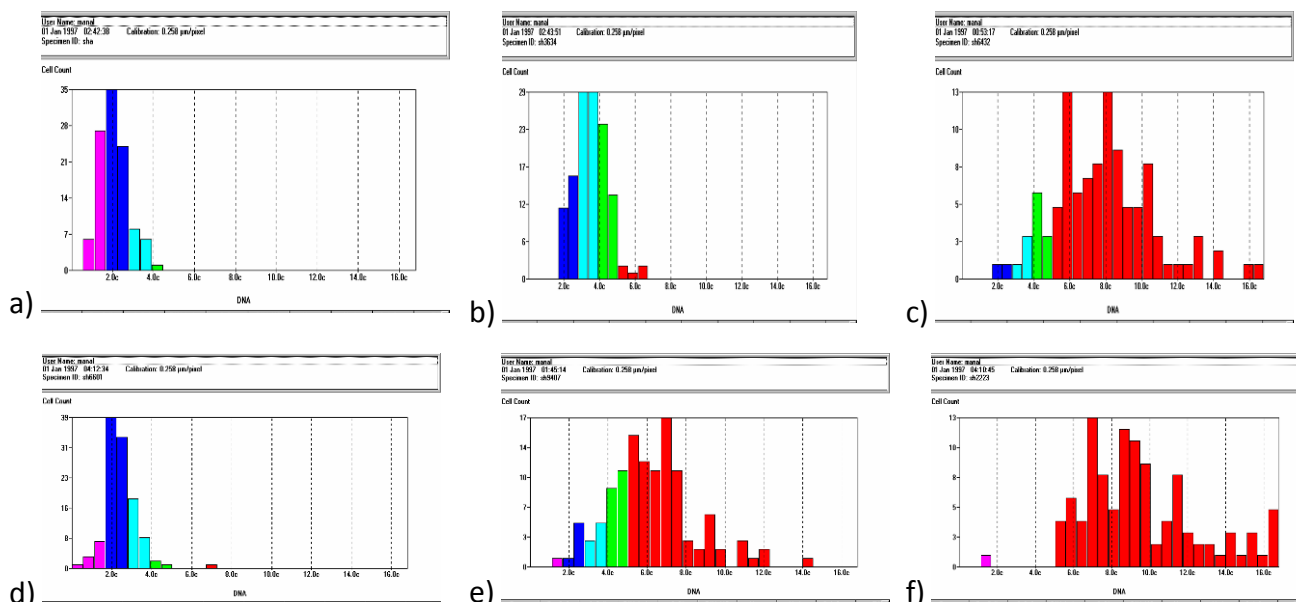 User Name: manal
01 Jan 1997 02:42:38 Calibration: 0.258 µm/pixel
Specimen ID: sha
Cell Count
35
28
21
14
7
0
2.0c 4.0c 6.0c 8.0c 10.0c 12.0c 14.0c 16.0c
DNA
a)
User Name: manal
01 Jan 1997 02:43:51 Calibration: 0.258 µm/pixel
Specimen ID: sh3634
Cell Count
29
23
17
12
6
0
2.0c 4.0c 6.0c 8.0c 10.0c 12.0c 14.0c 16.0c
DNA
b)
User Name: manal
01 Jan 1997 00:53:17 Calibration: 0.258 µm/pixel
Specimen ID: sh6432
Cell Count
13
10
8
5
3
0
2.0c 4.0c 6.0c 8.0c 10.0c 12.0c 14.0c 16.0c
DNA
c)
User Name: manal
01 Jan 1997 04:12:34 Calibration: 0.258 µm/pixel
Specimen ID: sh6601
Cell Count
39
31
23
16
8
0
2.0c 4.0c 6.0c 8.0c 10.0c 12.0c 14.0c 16.0c
DNA
d)
User Name: manal
01 Jan 1997 01:45:14 Calibration: 0.258 µm/pixel
Specimen ID: sh9407
Cell Count
17
14
10
7
3
0
2.0c 4.0c 6.0c 8.0c 10.0c 12.0c 14.0c 16.0c
DNA
e)
User Name: manal
01 Jan 1997 04:10:45 Calibration: 0.258 µm/pixel
Specimen ID: sh2223
Cell Count
13
10
8
5
3
0
2.0c 4.0c 6.0c 8.0c 10.0c 12.0c 14.0c 16.0c
DNA
f)